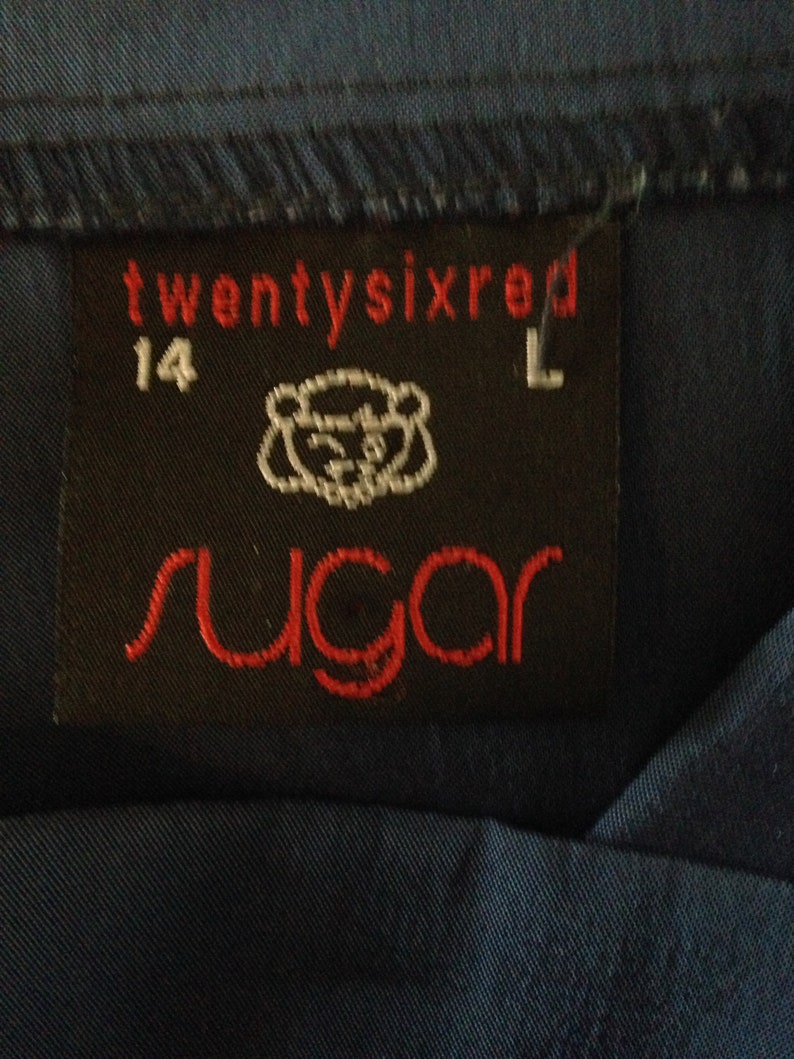 twentysixred
14 L
sugar